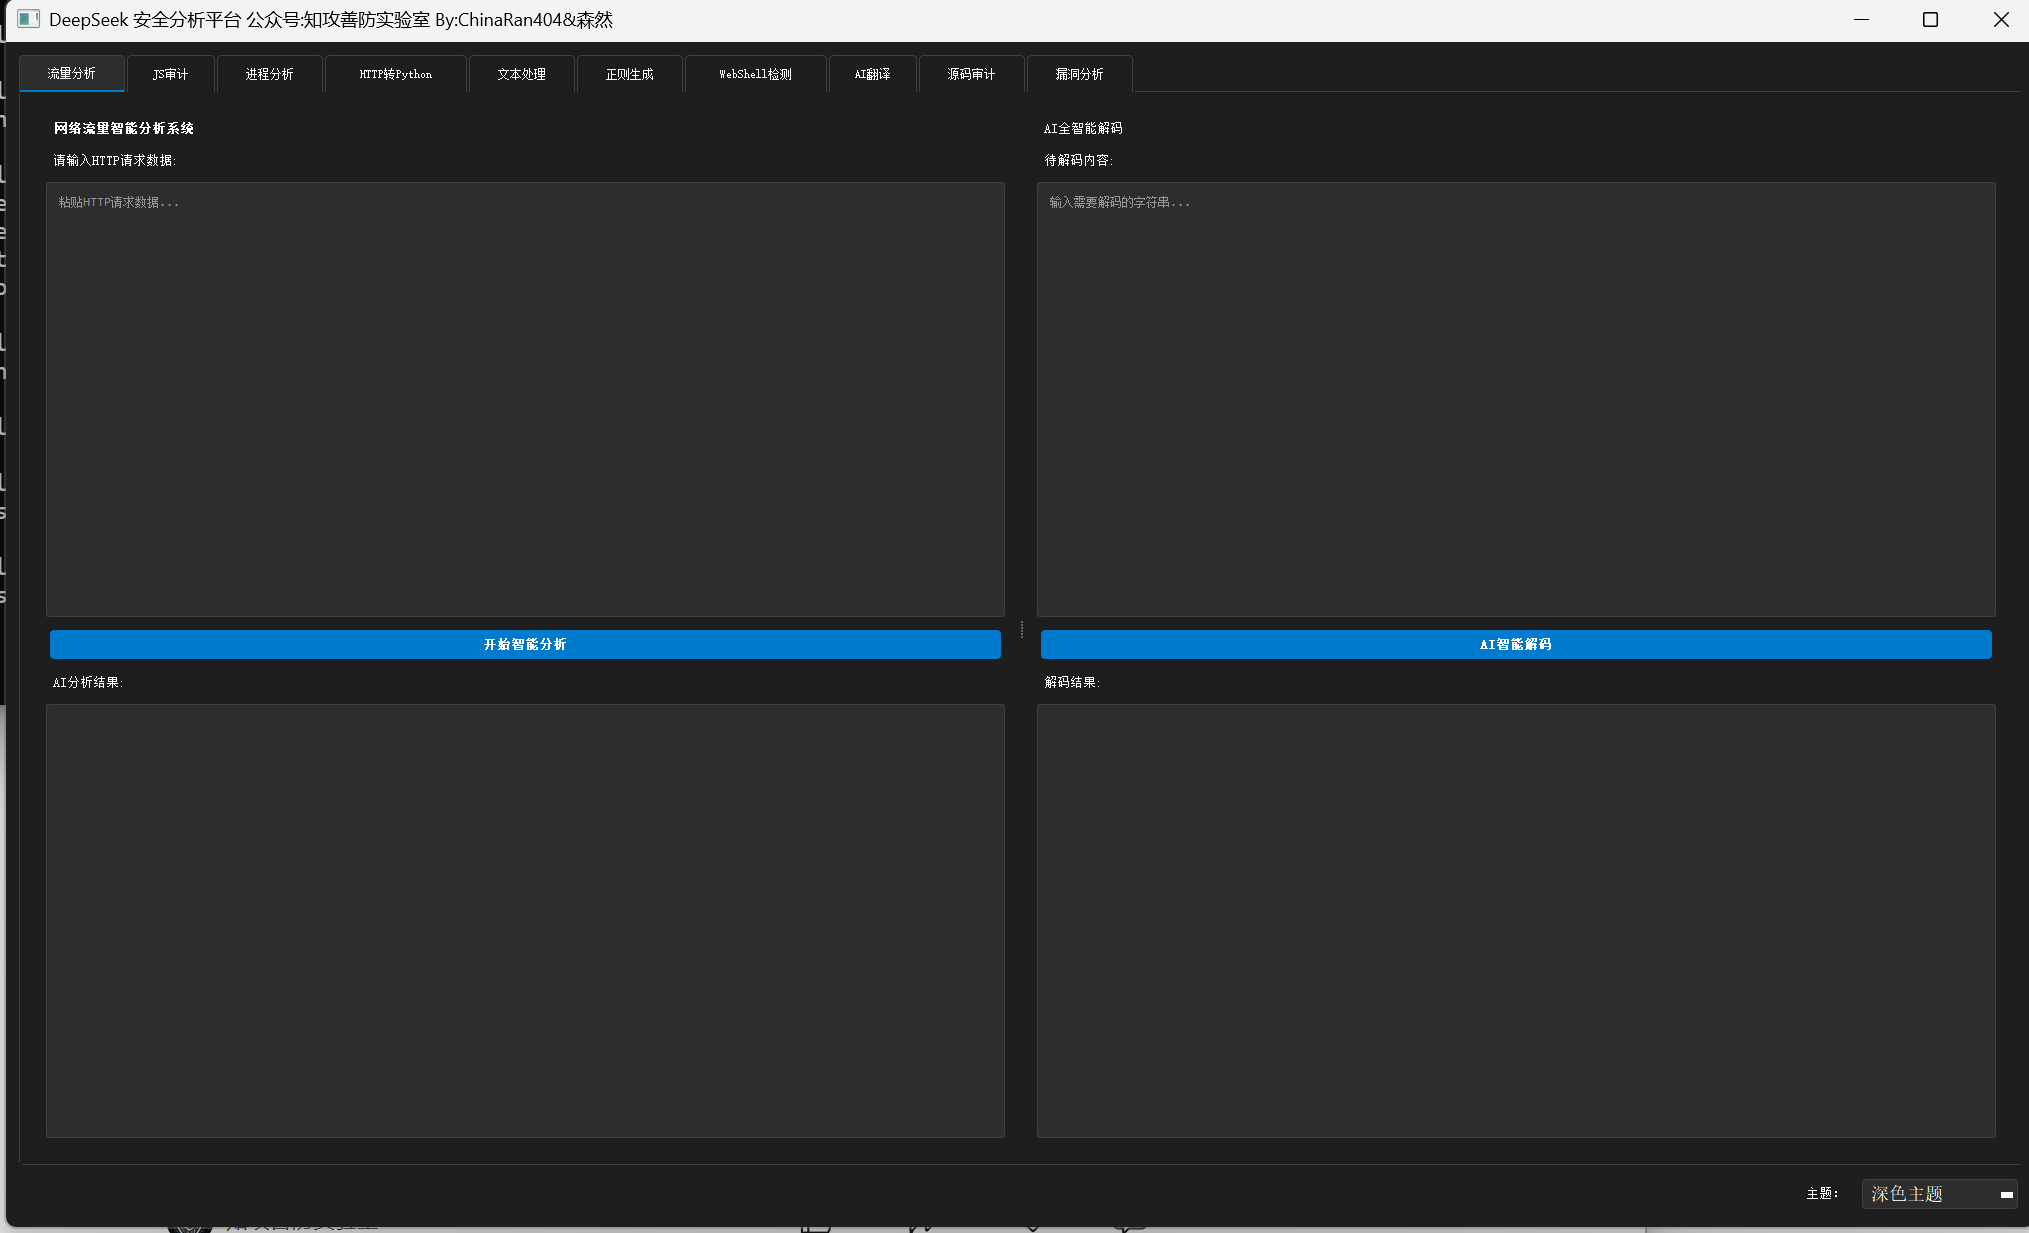 DeepSeek 安全分析平台 公众号:知攻善防实验室 By:ChinaRan404&森然
流量分析 JS审计 进程分析 HTTP转Python 文本处理 正则生成 WebShell检测 AI翻译 源码审计 漏洞分析
网络流量智能分析系统
请输入HTTP请求数据:
粘贴HTTP请求数据...
开始智能分析
AI分析结果:
AI全智能解码
待解码内容:
输入需要解码的字符串...
AI智能解码
解码结果:
主题: 深色主题